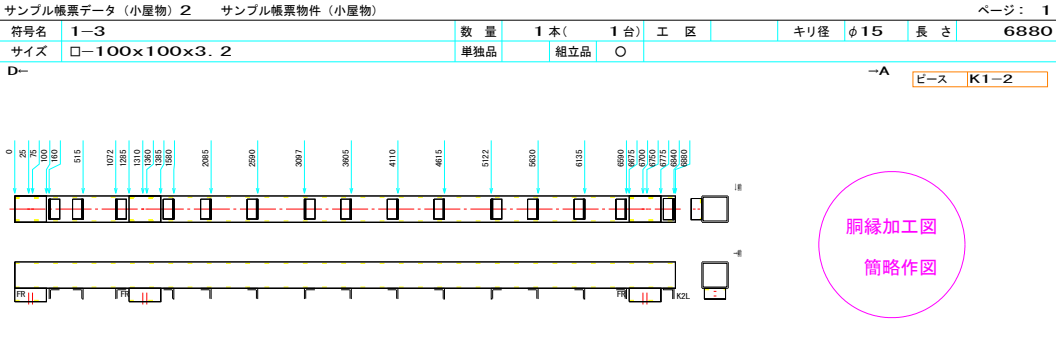 サンプル帳票データ（小屋物）2　サンプル帳票物件（小屋物）　ページ： 1
符号名 1−3 数 量 1 本( 1 台) 工 区 キリ径 φ15 長 さ 6880
サイズ □−100x100x3. 2 単独品 組立品 ○
D← →A
ピース K1−2
0 25 75 100 160 515 1072 1285 1310 1360 1385 1580 2085 2590 3097 3605 4110 4615 5122 5630 6135 6590 6675 6700 6750 6775 6840 6880
胴縁加工図
簡略作図
FR FR FR K2L